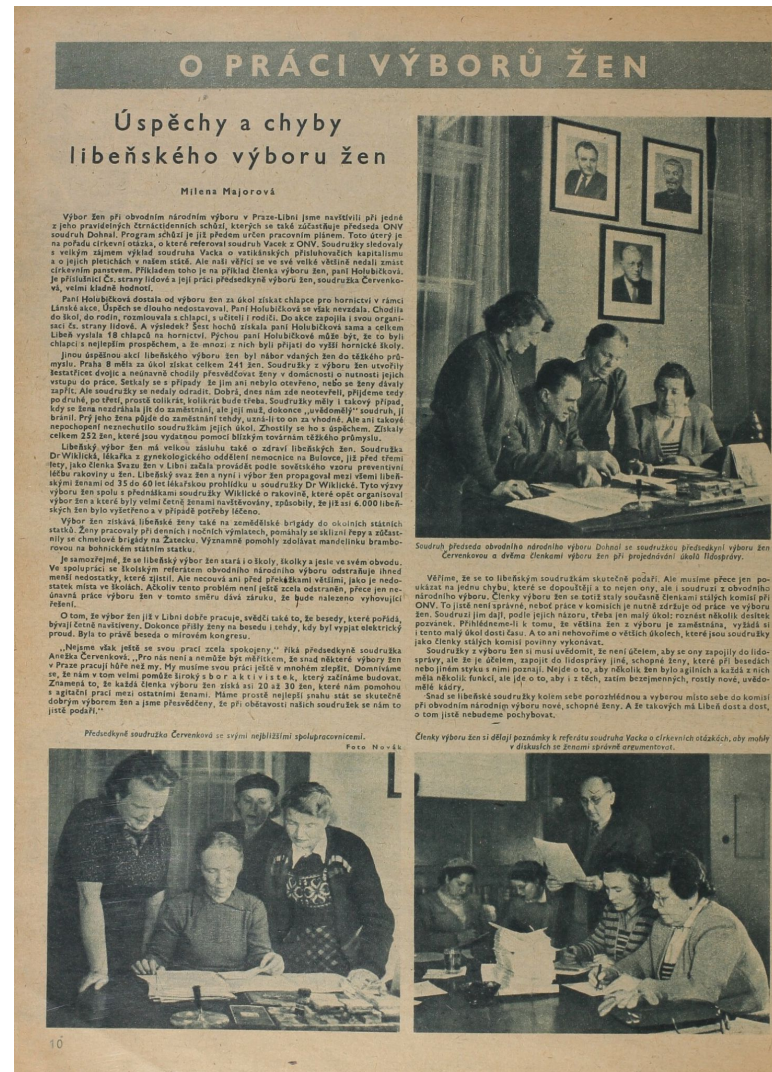 O PRÁCI VÝBORŮ ŽEN
Úspěchy a chyby
libeňského výboru žen
Milena Majorová
Výbor žen při obvodním národním výboru v Praze-Libni jsme navštívili při jedné
z jeho pravidelných čtrnáctidenních schůzí, kterých se také zúčastňuje předseda ONV
soudruh Dohnal. Program schůzí je již předem určen pracovním plánem. Toto úterý je
na pořadu církevní otázka, o které referoval soudruh Vacek z ONV. Soudružky sledovaly
s velkým zájmem výklad soudruha Vacka o vatikánských přisluhovačích kapitalismu
a o jejich pletichách v našem státě. Ale naši věřící se ve své velké většině nedali zmást
církevním panstvem. Příkladem toho je na příklad členka výboru žen, paní Holubičková.
Je příslušnicí Čs. strany lidové a její práci předsedkyně výborů žen, soudružka Červenko-
vá, velmi kladně hodnotí.
Paní Holubičková dostala od výboru žen za úkol získat chlapce pro hornictví v rámci
Lánské akce. Úspěch se dlouho nedostavoval. Paní Holubičková se však nevzdala. Chodila
do škol, do rodin, rozmlouvala s chlapci, s učiteli i rodiči. Do akce zapojila i svou organi-
saci čs. strany lidové. A výsledek? Šest hochů získala paní Holubičková sama a celkem
Libeň vyslala 18 chlapců na hornictví. Pýchou paní Holubičkové může být, že to byli
chlapci s nejlepším prospěchem, a že mnozí z nich byli přijati do vyšší hornické školy.
Jinou úspěšnou akcí libeňského výboru žen byl nábor vdaných žen do těžkého prů-
myslu. Praha 8 měla za úkol získat celkem 241 žen. Soudružky z výboru žen utvořily
šestatřicet dvojic a neúnavně chodily přesvědčovat ženy v domácnosti o nutnosti jejich
vstupu do práce. Setkaly se s případy že jim ani nebylo otevřeno, nebo se ženy dávaly
zapřít. Ale soudružky se nedaly odradit. Dobrá, dnes nám zde neotevřeli, přijdeme tedy
po druhé, po třetí, prostě tolikrát, kolikrát bude třeba. Soudružky měly i takový případ,
kdy se žena nezdráhala jít do zaměstnání, ale její muž, dokonce „uvědomělý“ soudruh, jí
bránil. Prý jeho žena půjde do zaměstnání tehdy, uzná-li to on za vhodné. Ale ani takové
nepochopení neznechutilo soudružkám jejich úkol. Zhostily se ho s úspěchem. Získaly
celkem 252 žen, které jsou vydatnou pomocí blízkým továrnám těžkého průmyslu.
Libeňský výbor žen má velkou zásluhu také o zdraví libeňských žen. Soudružka
Dr Wiklická, lékařka z gynekologického oddělení nemocnice na Bulovce, již před třemi
lety, jako členka Svazu žen v Libni začala provádět podle sovětského vzoru preventivní
léčbu rakoviny u žen. Libeňský svaz žen a nyní i výbor žen propagoval mezi všemi libeň-
skými ženami od 35 do 60 let lékařskou prohlídku u soudružky Dr Wiklické. Tyto výzvy
výboru žen spolu s přednáškami soudružky Wiklické o rakovině, které opět organisoval
výbor žen a které byly velmi četně ženami navštěvovány, způsobily, že již asi 6.000 libeň-
ských žen bylo vyšetřeno a v případě potřeby léčeno.
Výbor žen získává libeňské ženy také na zemědělské brigády do okolních státních
statků. Ženy pracovaly při denních i nočních výmlatech, pomáhaly se sklizní řepy a zúčast-
nily se chmelové brigády na Žatecku. Významně pomohly zdolávat mandelinku brambo-
rovou na bohnickém státním statku.
Je samozřejmé, že se libeňský výbor žen stará i o školy, školky a jesle ve svém obvodu.
Ve spolupráci se školským referátem obvodního národního výboru odstraňuje ihned
menší nedostatky, které zjistil. Ale necouvá ani před překážkami většími, jako je nedo-
statek místa ve školách. Ačkoliv tento problém není ještě zcela odstraněn, přece jen ne-
únavná práce výboru žen v tomto směru dává záruku, že bude nalezeno vyhovující
řešení..
O tom, že výbor žen již v Libni dobře pracuje, svědčí také to, že besedy, které pořádá,
bývají četně navštíveny. Dokonce přišly ženy na besedu i tehdy, kdy byl vypjat elektrický
proud. Byla to právě beseda o mírovém kongresu.
„Nejsme však ještě se svou prací zcela spokojeny,“ říká předsedkyně soudružka
Anežka Červenková. „Pro nás není a nemůže být měřítkem, že snad některé výbory žen
v Praze pracují hůře než my. My musíme svou práci ještě v mnohém zlepšit. Domníváme
se, že nám v tom velmi pomůže široký sbor aktivistek, který začínáme budovat.
Znamená to, že každá členka výboru žen získá asi 20 až 30 žen, které nám pomohou
s agitační prací mezi ostatními ženami. Máme prostě nejlepší snahu stát se skutečně
dobrým výborem žen a jsme přesvědčeny, že při obětavosti našich soudružek se nám to
jistě podaří.“
Soudruh předseda obvodního národního výboru Dohnal se soudružkou předsedkyní výboru žen
Červenkovou a dvěma členkami výboru žen při projednávání úkolů lidosprávy.
Věříme, že se to libeňským soudružkám skutečně podaří. Ale musíme přece jen po-
ukázat na jednu chybu, které se dopouštějí a to nejen ony, ale i soudruzi z obvodního
národního výboru. Členky výboru žen se totiž staly současně členkami stálých komisí při
ONV. To jistě není správné, neboť práce v komisích je nutně zdržuje od práce ve výboru
žen. Soudruzi jim dají, podle jejich názoru, třeba jen malý úkol: roznést několik desítek
pozvánek. Přihlédneme-li k tomu, že většina žen z výboru je zaměstnána, vyžádá si
i tento malý úkol dosti času. A to ani nehovoříme o větších úkolech, které jsou soudružky
jako členky stálých komisí povinny vykonávat.
Soudružky z výboru žen si musí uvědomit, že není účelem, aby se ony zapojily do lido-
správy, ale že je účelem, zapojit do lidosprávy jiné, schopné ženy, které při besedách
nebo jiném styku s nimi poznají. Nejde o to, aby několik žen bylo agilních a každá z nich
měla několik funkcí, ale jde o to, aby i z těch, zatím bezejmenných, rostly nové, uvědo-
mělé kádry.
Snad se libeňské soudružky kolem sebe porozhlédnou a vyberou místo sebe do komisí
při obvodním národním výboru nové, schopné ženy. A že takových má Libeň dost a dost,
o tom jistě nebudeme pochybovat.
Předsedkyně soudružka Červenková se svými nejbližšími spolupracovnicemi.
Foto Novák
Členky výboru žen si dělají poznámky k referátu soudruha Vacka o církevních otázkách, aby mohly
v diskusích se ženami správně argumentovat.
10